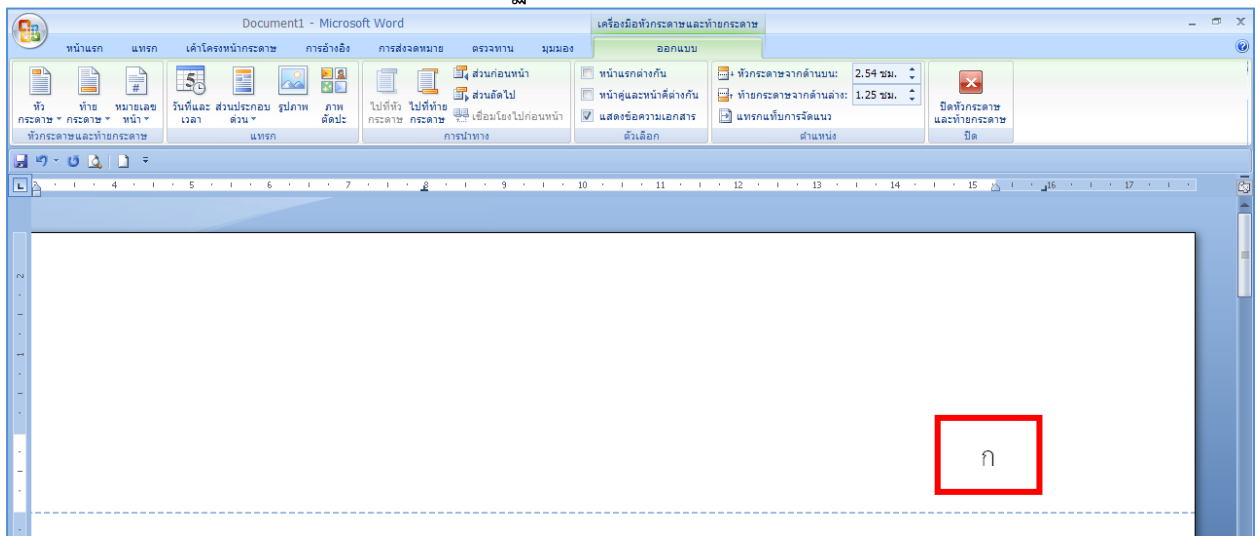 Document1 - Microsoft Word
เครื่องมือหัวกระดาษและท้ายกระดาษ
หน้าแรก แทรก เค้าโครงหน้ากระดาษ การอ้างอิง การส่งจดหมาย ตรวจทาน มุมมอง ออกแบบ
หัวกระดาษ ท้ายกระดาษ หมายเลขหน้า
หัวกระดาษและท้ายกระดาษ
วันที่และเวลา ส่วนประกอบด่วน รูปภาพ ภาพตัดปะ
แทรก
ไปที่หัวกระดาษ ไปที่ท้ายกระดาษ
ส่วนก่อนหน้า
ส่วนถัดไป
เชื่อมโยงไปก่อนหน้า
การนำทาง
หน้าแรกต่างกัน
หน้าคู่และหน้าคี่ต่างกัน
แสดงข้อความเอกสาร
ตัวเลือก
หัวกระดาษจากด้านบน: 2.54 ซม.
ท้ายกระดาษจากด้านล่าง: 1.25 ซม.
แทรกแท็บการจัดแนว
ตำแหน่ง
ปิดหัวกระดาษและท้ายกระดาษ
ปิด
4 5 6 7 8 9 10 11 12 13 14 15 16 17
2
ก